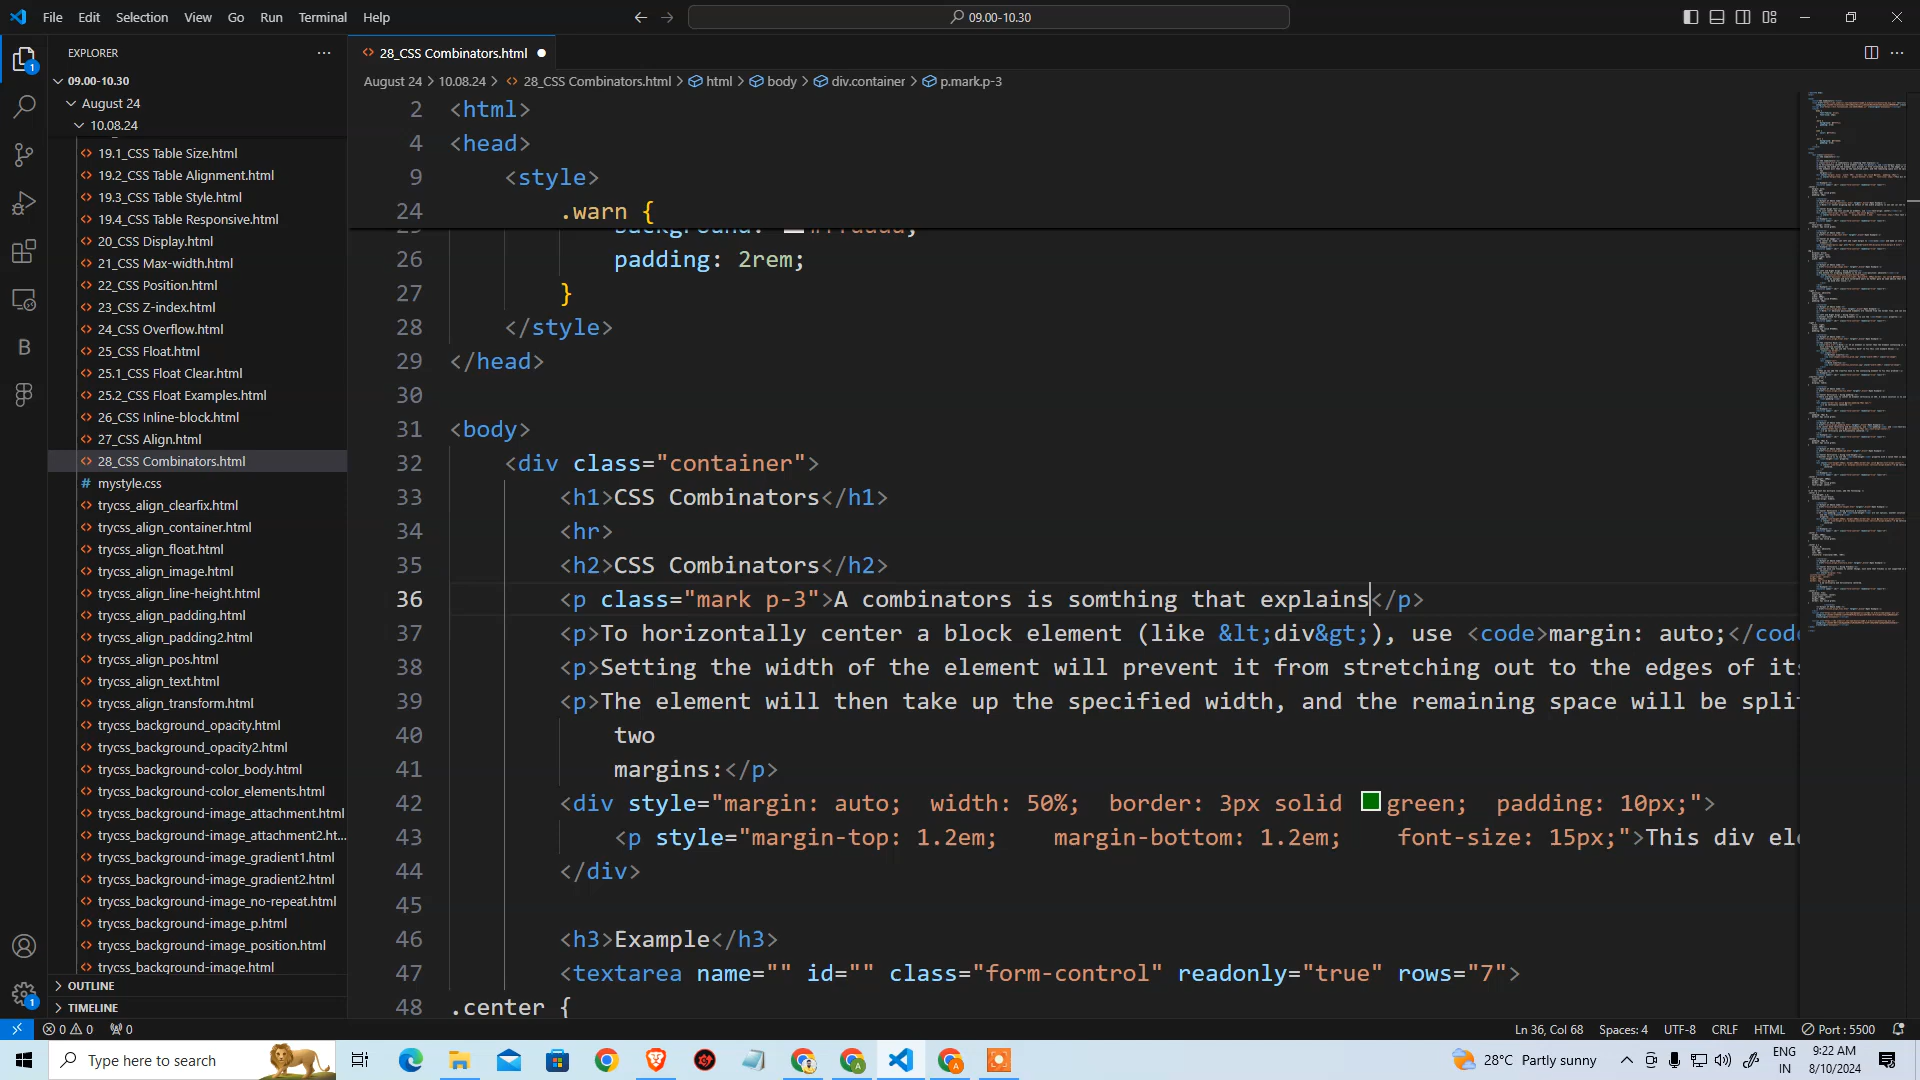 File Edit Selection View Go Run Terminal Help
09.00-10.30
EXPLORER
28_CSS Combinators.html
09.00-10.30
August 24 > 10.08.24 > 28_CSS Combinators.html > html > body > div.container > p.mark.p-3
August 24
10.08.24
19.1_CSS Table Size.html
19.2_CSS Table Alignment.html
19.3_CSS Table Style.html
19.4_CSS Table Responsive.html
20_CSS Display.html
21_CSS Max-width.html
22_CSS Position.html
23_CSS Z-index.html
24_CSS Overflow.html
25_CSS Float.html
25.1_CSS Float Clear.html
25.2_CSS Float Examples.html
26_CSS Inline-block.html
27_CSS Align.html
28_CSS Combinators.html
mystyle.css
trycss_align_clearfix.html
trycss_align_container.html
trycss_align_float.html
trycss_align_image.html
trycss_align_line-height.html
trycss_align_padding.html
trycss_align_padding2.html
trycss_align_pos.html
trycss_align_text.html
trycss_align_transform.html
trycss_background_opacity.html
trycss_background_opacity2.html
trycss_background-color_body.html
trycss_background-color_elements.html
trycss_background-image_attachment.html
trycss_background-image_attachment2.ht...
trycss_background-image_gradient1.html
trycss_background-image_gradient2.html
trycss_background-image_no-repeat.html
trycss_background-image_p.html
trycss_background-image_position.html
trycss_background-image.html
OUTLINE
TIMELINE
2 <html>
4 <head>
9 <style>
24 .warn {
26 padding: 2rem;
27 }
28 </style>
29 </head>
30
31 <body>
32 <div class="container">
33 <h1>CSS Combinators</h1>
34 <hr>
35 <h2>CSS Combinators</h2>
36 <p class="mark p-3">A combinators is somthing that explains</p>
37 <p>To horizontally center a block element (like &lt;div&gt;), use <code>margin: auto;</code
38 <p>Setting the width of the element will prevent it from stretching out to the edges of its
39 <p>The element will then take up the specified width, and the remaining space will be spli
40 two
41 margins:</p>
42 <div style="margin: auto; width: 50%; border: 3px solid green; padding: 10px;">
43 <p style="margin-top: 1.2em; margin-bottom: 1.2em; font-size: 15px;">This div ele
44 </div>
45
46 <h3>Example</h3>
47 <textarea name="" id="" class="form-control" readonly="true" rows="7">
48 .center {
0 0 0 Ln 36, Col 68 Spaces: 4 UTF-8 CRLF HTML Port : 5500
Type here to search
28°C Partly sunny
ENG
IN
9:22 AM
8/10/2024